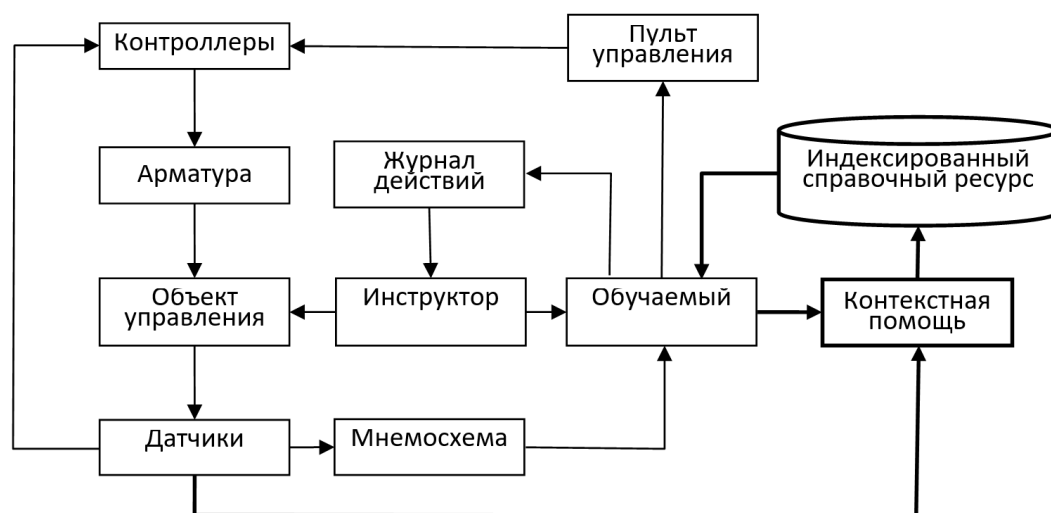 Контроллеры
Пульт
управления
Арматура
Журнал
действий
Индексированный
справочный ресурс
Объект
управления
Инструктор
Обучаемый
Контекстная
помощь
Датчики
Мнемосхема